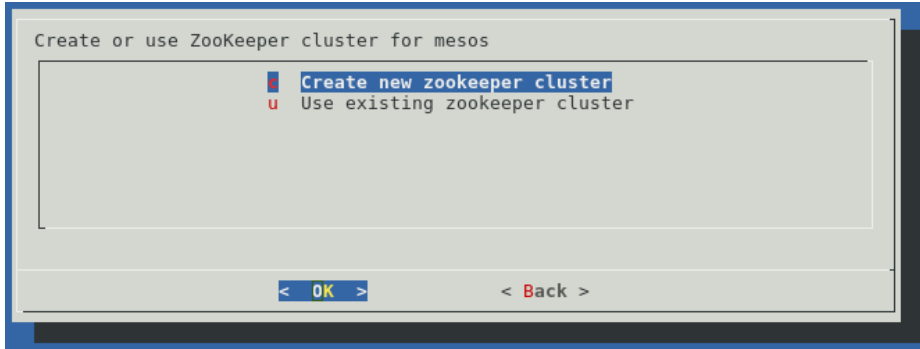 Create or use ZooKeeper cluster for mesos
c Create new zookeeper cluster
u Use existing zookeeper cluster
< OK > < Back >